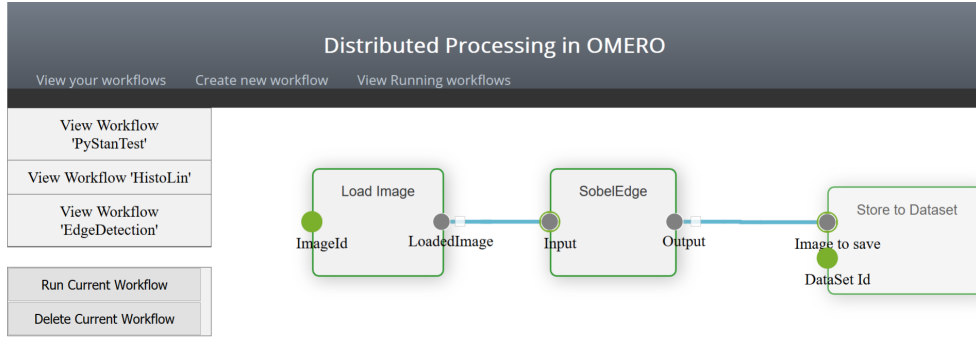 Distributed Processing in OMERO
View your workflows Create new workflow View Running workflows
View Workflow
'PyStanTest'
View Workflow 'HistoLin'
View Workflow
'EdgeDetection'
Run Current Workflow
Delete Current Workflow
Load Image
ImageId
LoadedImage
SobelEdge
Input
Output
Store to Dataset
Image to save
DataSet Id